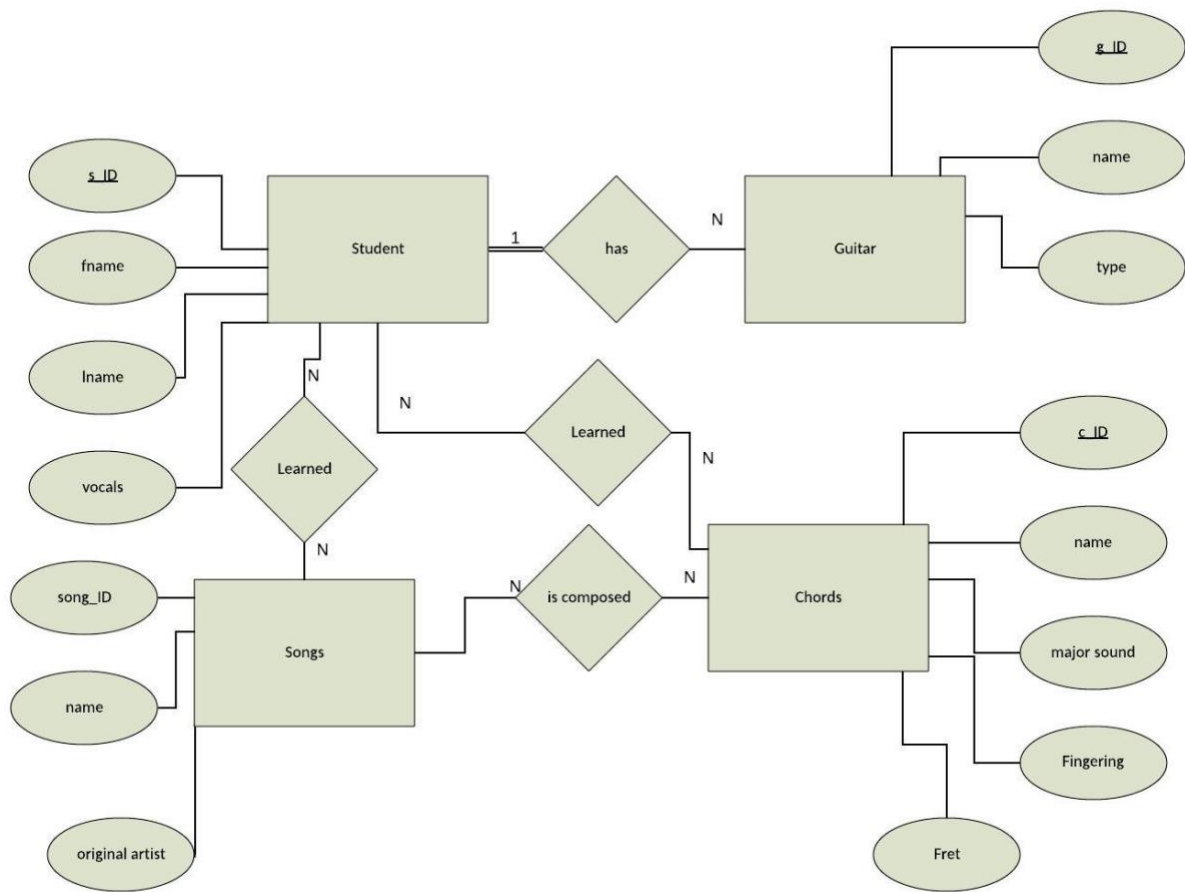 g_ID
s_ID
name
N
1
Student
has
Guitar
fname
type
lname
N
N
c_ID
Learned
N
Learned
vocals
name
N
song_ID
N
N
is composed
Chords
Songs
major sound
name
Fingering
original artist
Fret